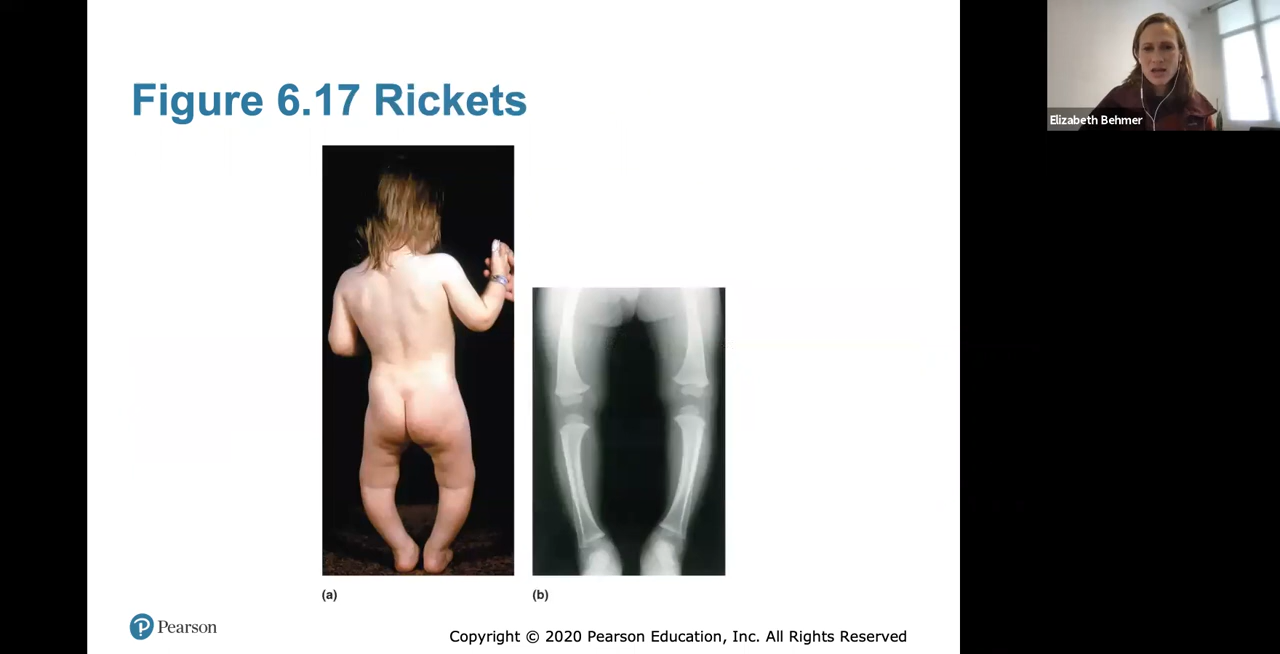 Figure 6.17 Rickets
Elizabeth Behmer
(a)
(b)
Pearson
Copyright © 2020 Pearson Education, Inc. All Rights Reserved